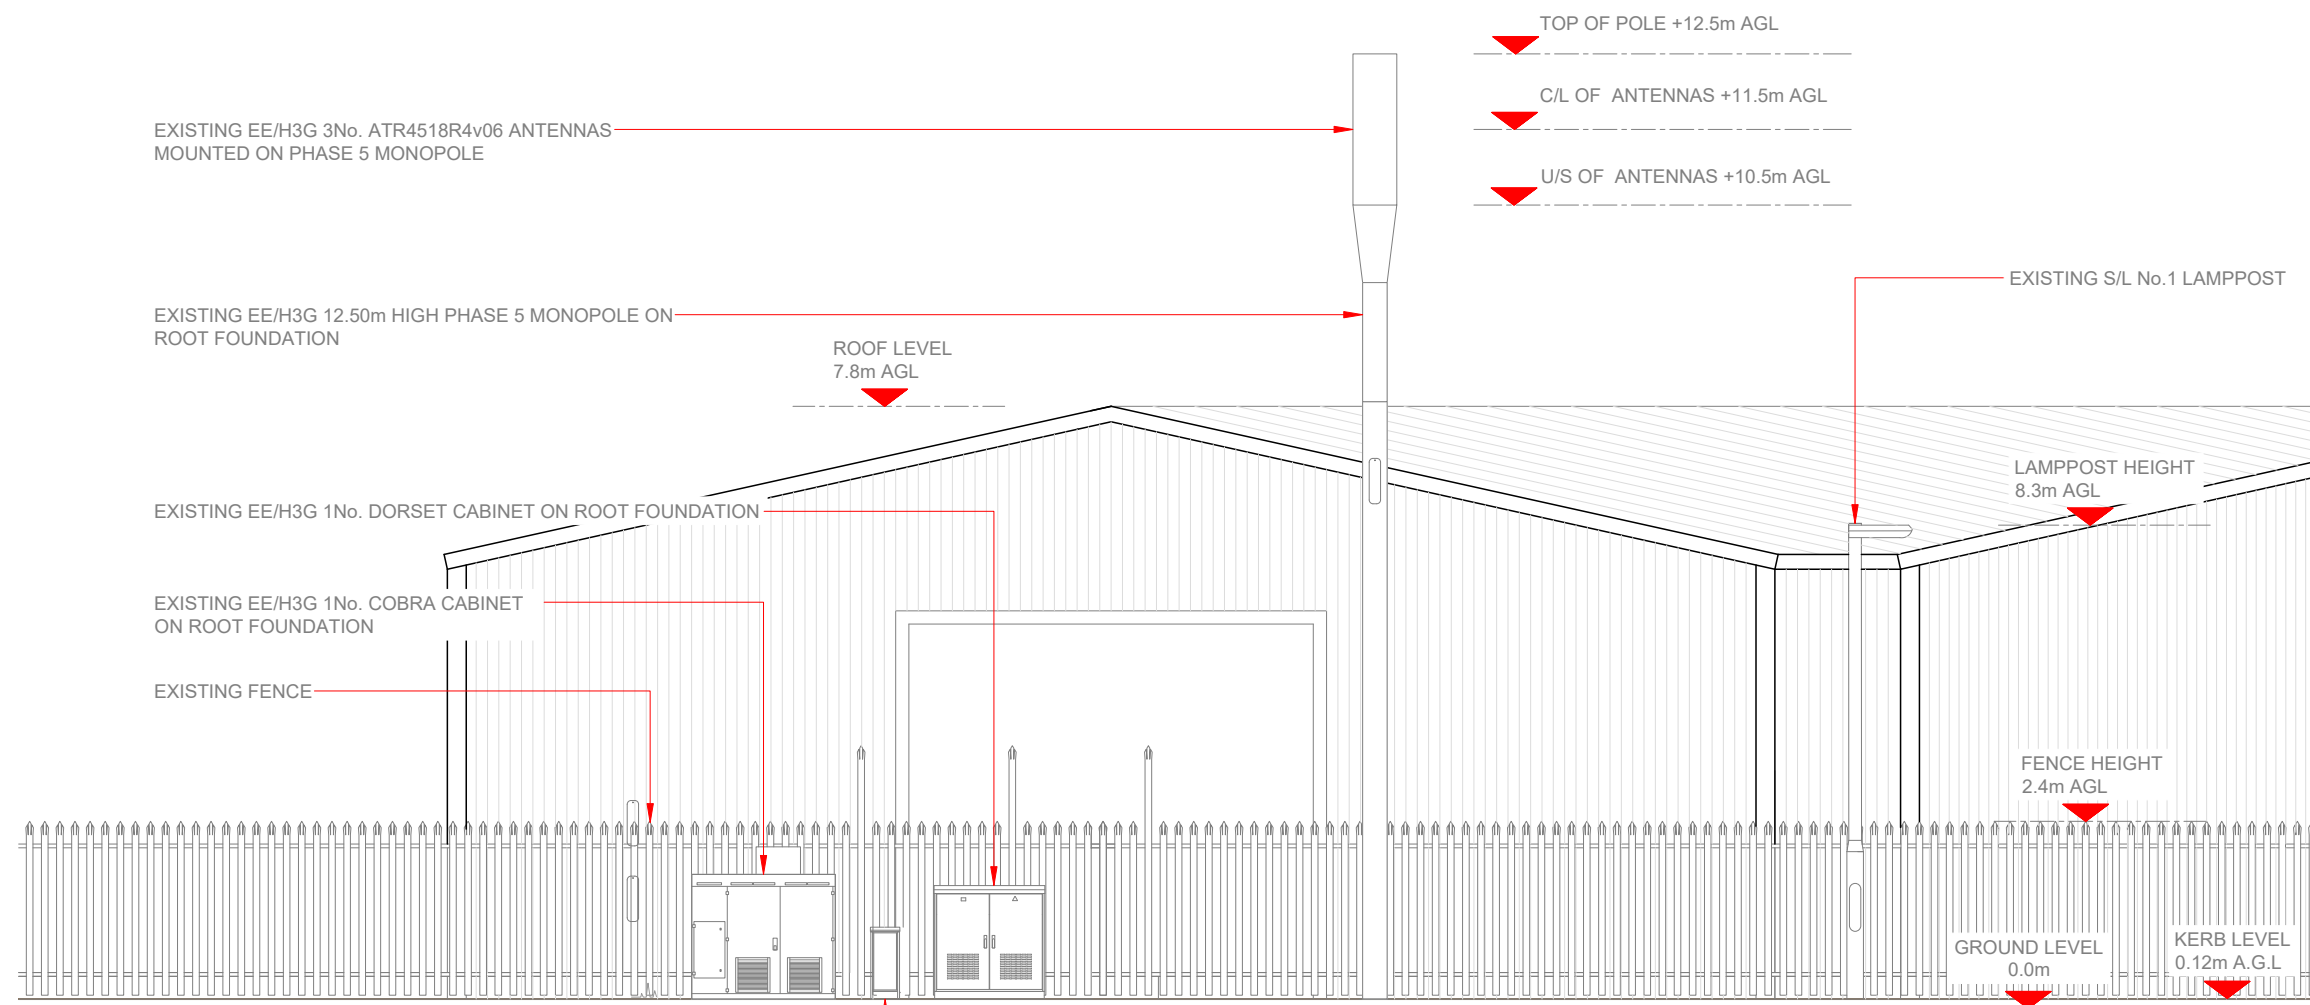 TOP OF POLE +12.5m AGL
C/L OF  ANTENNAS +11.5m AGL
EXISTING EE/H3G 3No. ATR4518R4v06 ANTENNAS
MOUNTED ON PHASE 5 MONOPOLE
U/S OF  ANTENNAS +10.5m AGL
EXISTING S/L No.1 LAMPPOST
EXISTING EE/H3G 12.50m HIGH PHASE 5 MONOPOLE ON
ROOT FOUNDATION
ROOF LEVEL
7.8m AGL
LAMPPOST HEIGHT
8.3m AGL
EXISTING EE/H3G 1No. DORSET CABINET ON ROOT FOUNDATION
EXISTING EE/H3G 1No. COBRA CABINET
ON ROOT FOUNDATION
EXISTING FENCE
FENCE HEIGHT
2.4m AGL
GROUND LEVEL
0.0m
KERB LEVEL
0.12m A.G.L